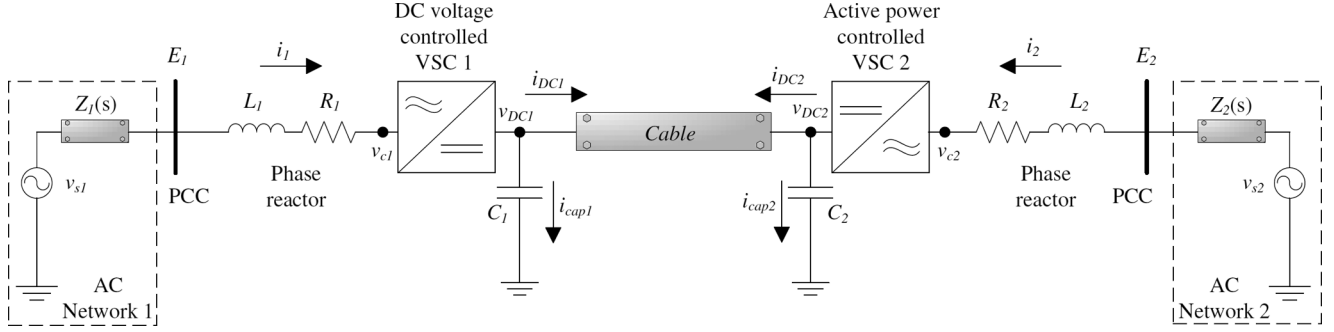 DC voltage
controlled
VSC 1
Active power
controlled
VSC 2
E1
i1
iDC1
iDC2
i2
E2
Z1(s)
L1
R1
vDC1
Cable
vDC2
R2
L2
Z2(s)
vc1
vc2
vs1
PCC
Phase
reactor
C1
icap1
icap2
C2
Phase
reactor
PCC
vs2
AC
Network 1
AC
Network 2